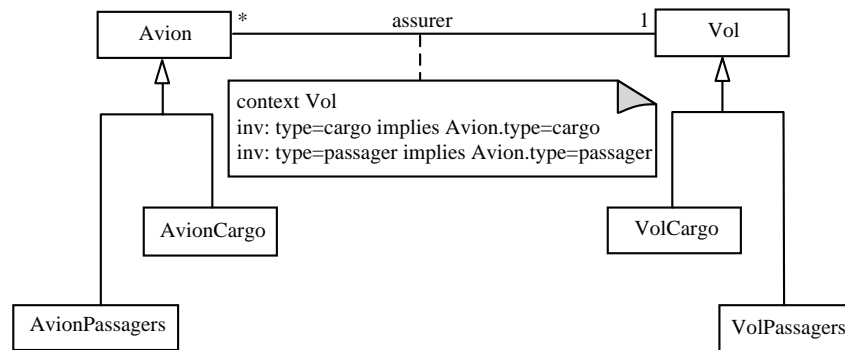 Avion
*
assurer
1
Vol
context Vol
inv: type=cargo implies Avion.type=cargo
inv: type=passager implies Avion.type=passager
AvionCargo
VolCargo
AvionPassagers
VolPassagers